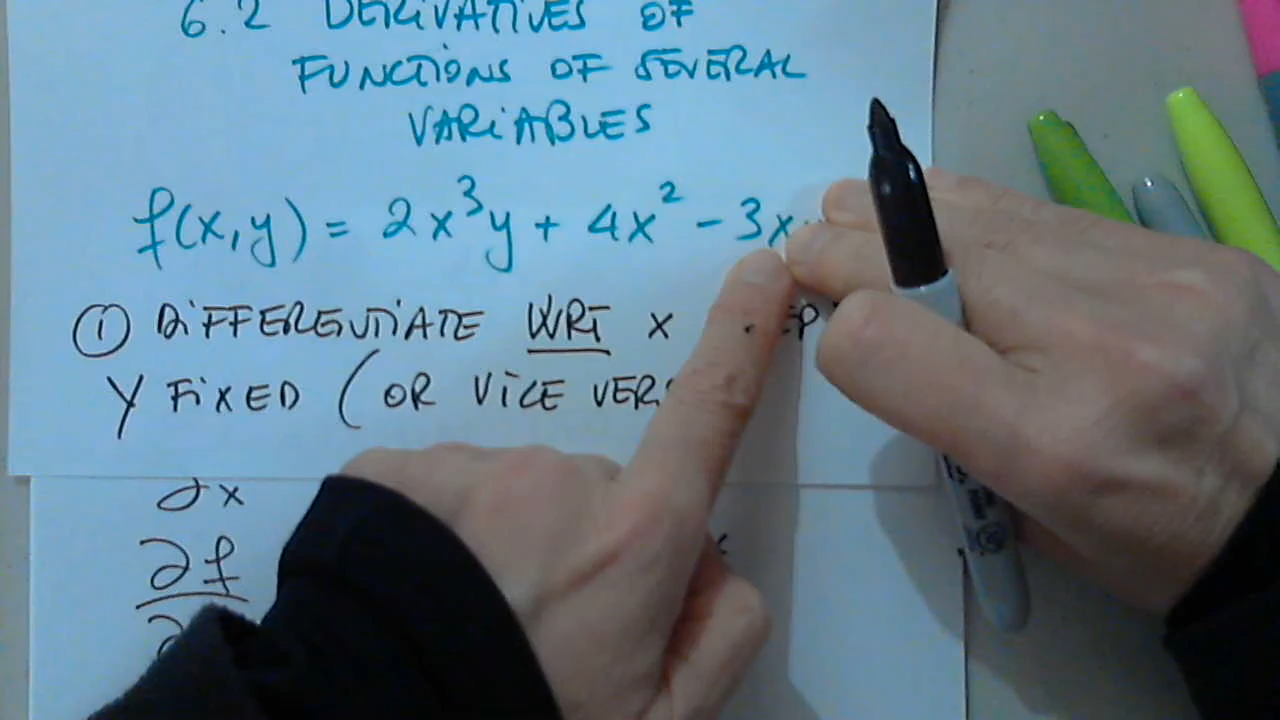 6.2 DERIVATIVES OF
FUNCTIONS OF SEVERAL
VARIABLES
f(x,y) = 2x³y + 4x² - 3x
① DIFFERENTIATE WRT x
Y FIXED (OR VICE VERS
∂x
∂f